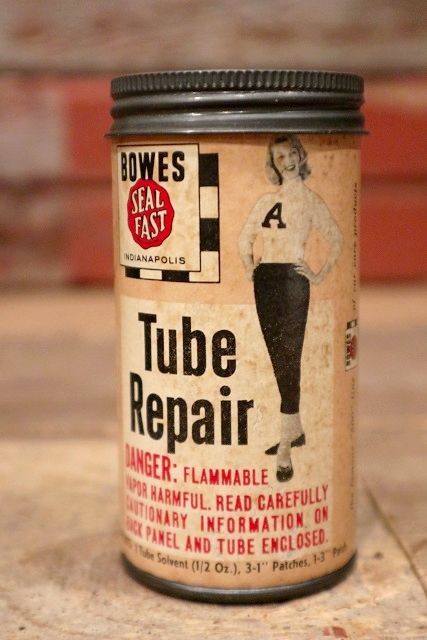 BOWES
SEAL
FAST
INDIANAPOLIS
A
Tube
Repair
DANGER: FLAMMABLE
VAPOR HARMFUL. READ CAREFULLY
CAUTIONARY INFORMATION ON
BACK PANEL AND TUBE ENCLOSED.
Tube Solvent (1/2 Oz.), 3-1" Patches, 1-3"